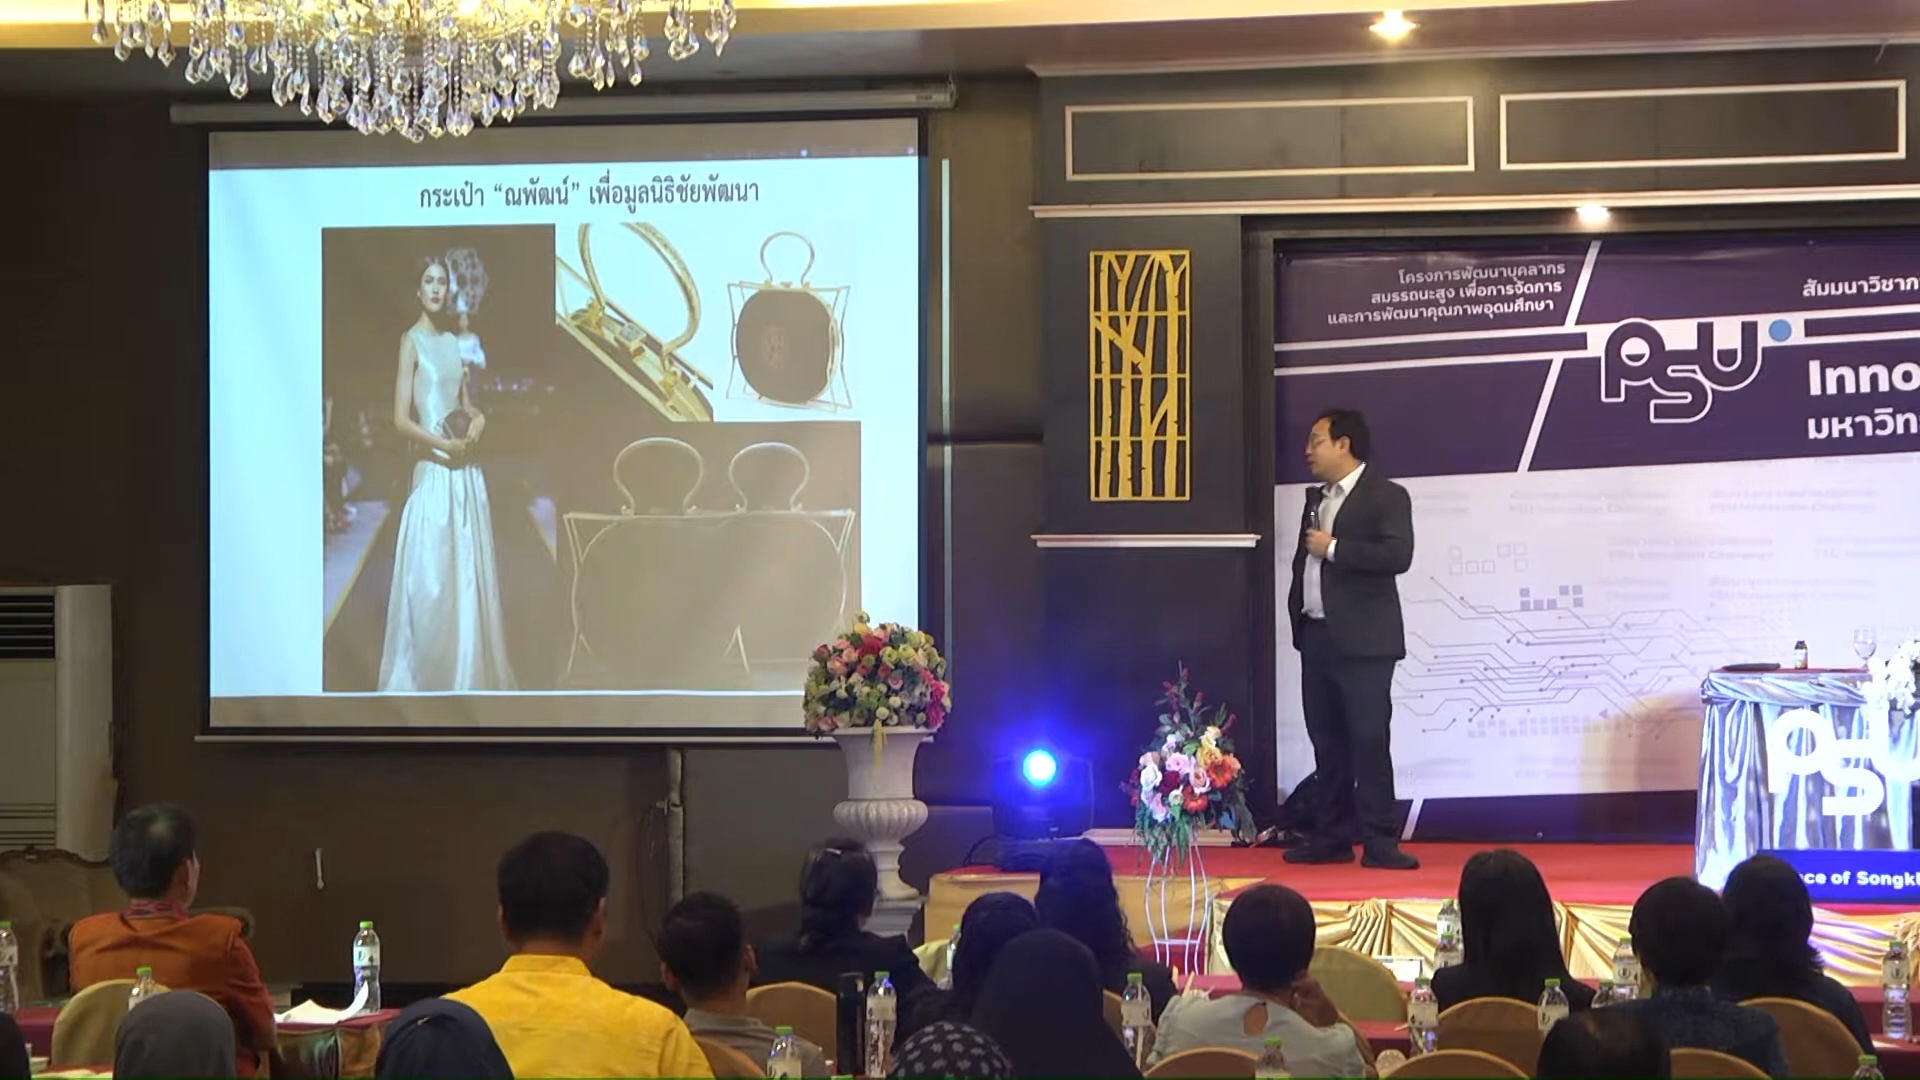 กระเป๋า “ณพัฒน์” เพื่อมูลนิธิชัยพัฒนา
โครงการพัฒนาบุคลากร
สมรรถนะสูง เพื่อการจัดการ
และการพัฒนาคุณภาพอุดมศึกษา
สัมมนาวิชากา
PSU
Inno
มหาวิท
PSU
ce of Songkl